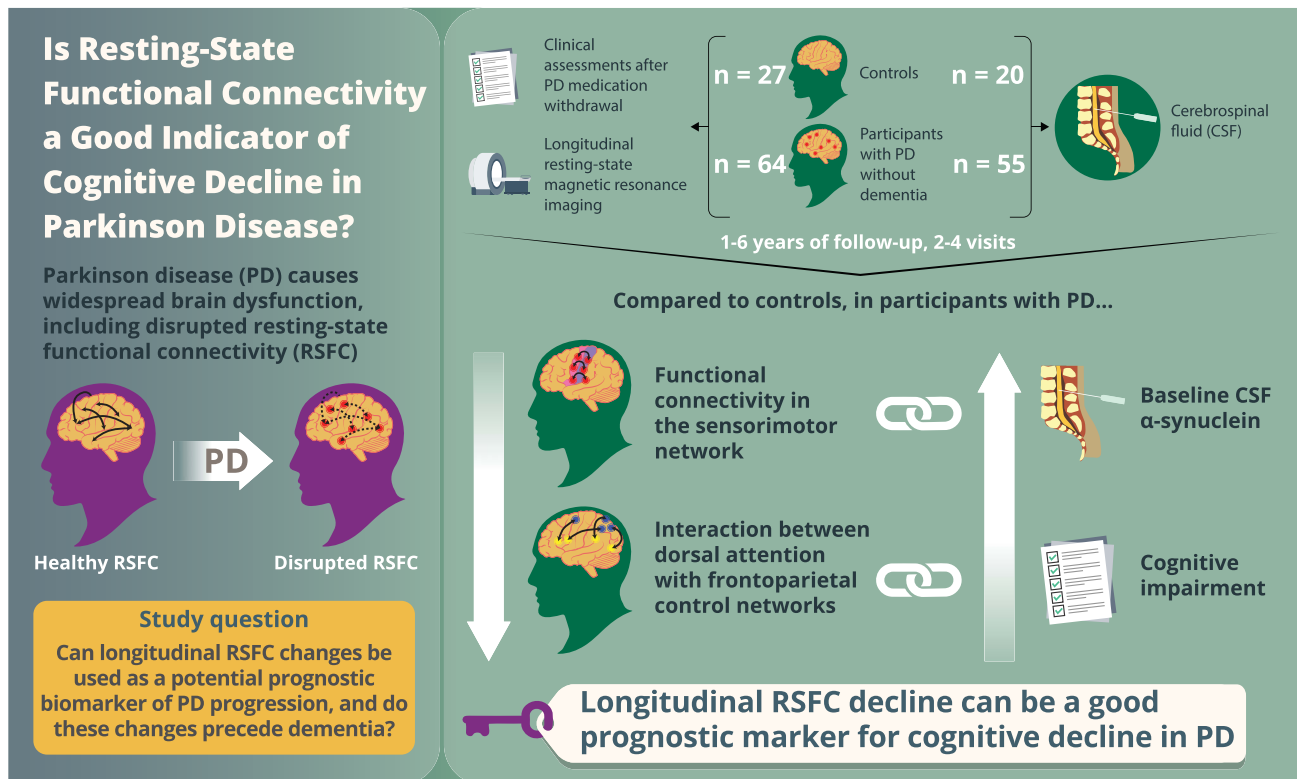 Is Resting-State
Functional Connectivity
a Good Indicator of
Cognitive Decline in
Parkinson Disease?
Parkinson disease (PD) causes
widespread brain dysfunction,
including disrupted resting-state
functional connectivity (RSFC)
PD
Healthy RSFC
Disrupted RSFC
Study question
Can longitudinal RSFC changes be
used as a potential prognostic
biomarker of PD progression, and do
these changes precede dementia?
Clinical
assessments after
PD medication
withdrawal
Longitudinal
resting-state
magnetic resonance
imaging
n = 27
Controls
n = 20
n = 64
Participants
with PD
without
dementia
n = 55
Cerebrospinal
fluid (CSF)
1-6 years of follow-up, 2-4 visits
Compared to controls, in participants with PD...
Functional
connectivity in
the sensorimotor
network
Baseline CSF
α-synuclein
Interaction between
dorsal attention
with frontoparietal
control networks
Cognitive
impairment
Longitudinal RSFC decline can be a good
prognostic marker for cognitive decline in PD